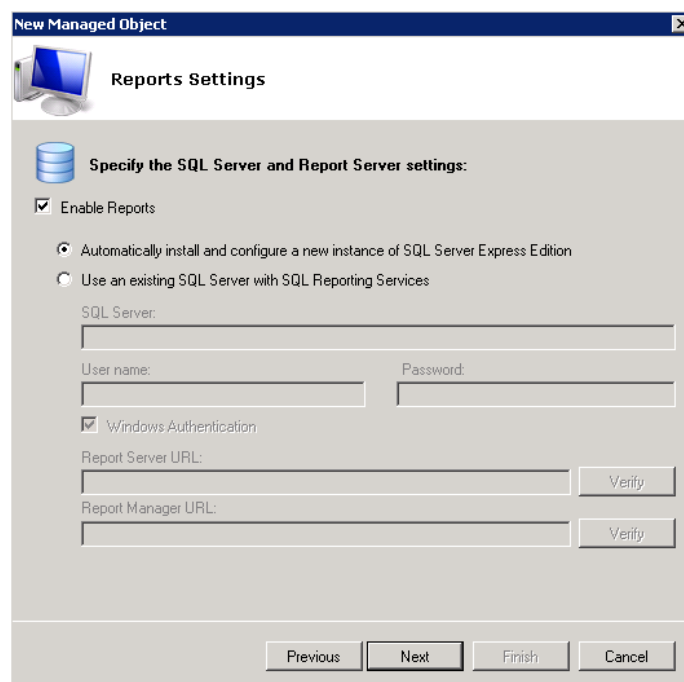 New Managed Object
Reports Settings
Specify the SQL Server and Report Server settings:
Enable Reports
Automatically install and configure a new instance of SQL Server Express Edition
Use an existing SQL Server with SQL Reporting Services
SQL Server:
User name: Password:
Windows Authentication
Report Server URL:
Verify
Report Manager URL:
Verify
Previous Next Finish Cancel